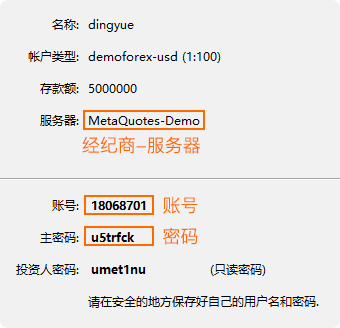 名称: dingyue
帐户类型: demoforex-usd (1:100)
存款额: 5000000
服务器: MetaQuotes-Demo
经纪商–服务器
账号: 18068701 账号
主密码: u5trfck 密码
投资人密码: umet1nu (只读密码)
请在安全的地方保存好自己的用户名和密码.